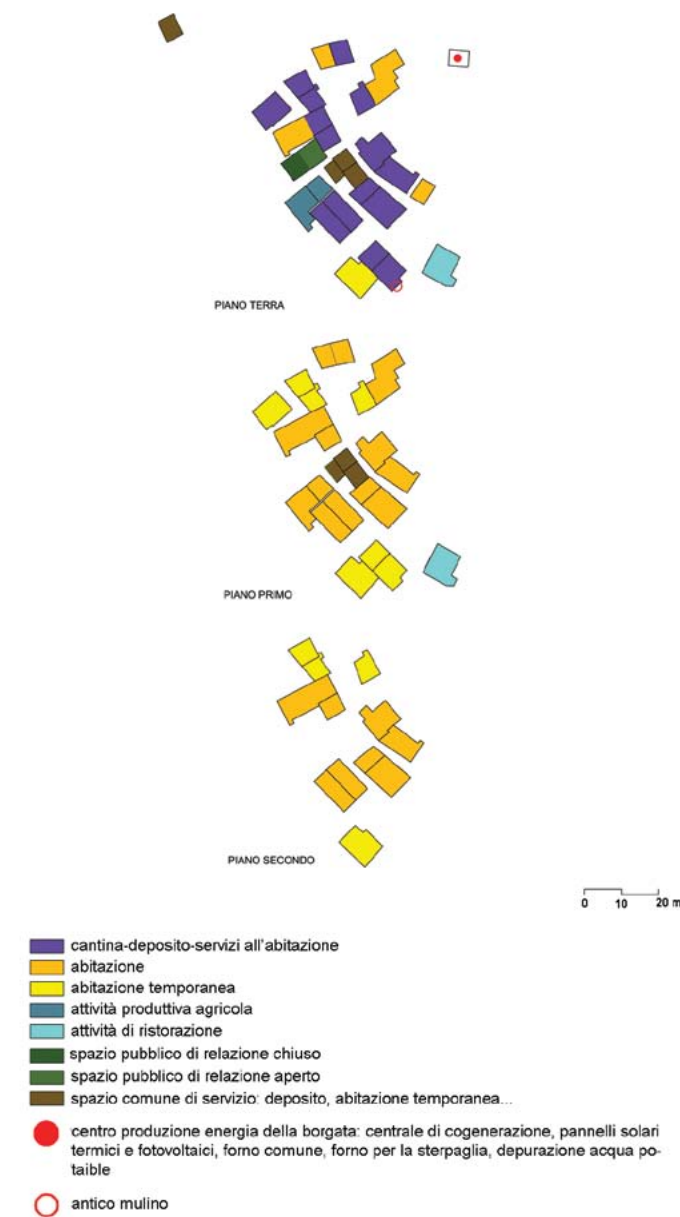 PIANO TERRA
PIANO PRIMO
PIANO SECONDO
0 10 20 m
cantina-deposito-servizi all'abitazione
abitazione
abitazione temporanea
attività produttiva agricola
attività di ristorazione
spazio pubblico di relazione chiuso
spazio pubblico di relazione aperto
spazio comune di servizio: deposito, abitazione temporanea...
centro produzione energia della borgata: centrale di cogenerazione, pannelli solari
termici e fotovoltaici, forno comune, forno per la sterpaglia, depurazione acqua po-
taible
antico mulino